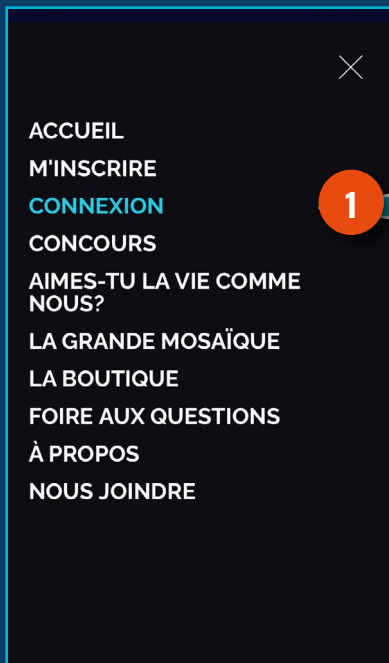 ACCUEIL
M'INSCRIRE
CONNEXION
1
CONCOURS
AIMES-TU LA VIE COMME
NOUS?
LA GRANDE MOSAÏQUE
LA BOUTIQUE
FOIRE AUX QUESTIONS
À PROPOS
NOUS JOINDRE